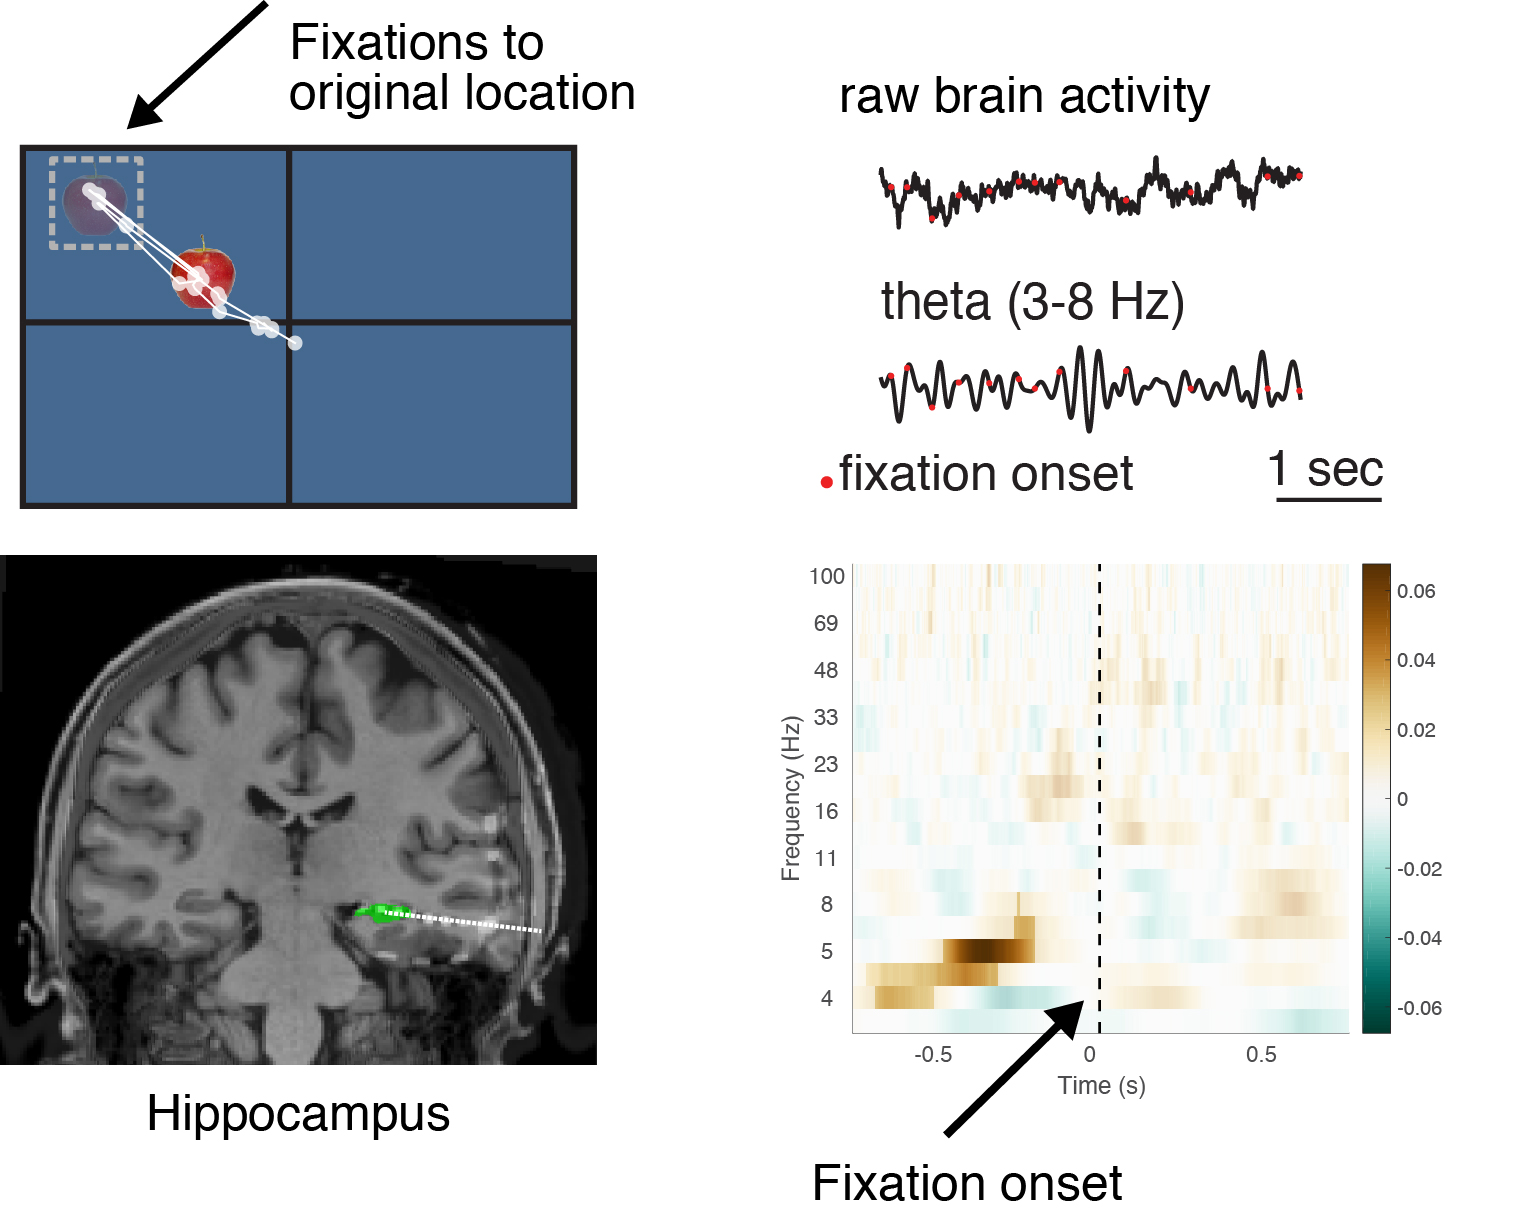 Fixations to
original location
raw brain activity
theta (3-8 Hz)
fixation onset
1 sec
Hippocampus
Frequency (Hz)
100
69
48
33
23
16
11
8
5
4
-0.5
0
0.5
Time (s)
0.06
0.04
0.02
0
-0.02
-0.04
-0.06
Fixation onset